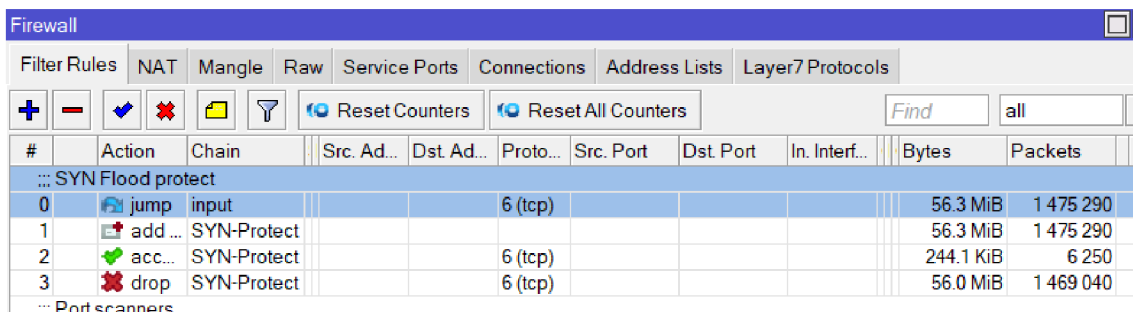 Firewall
Filter Rules NAT Mangle Raw Service Ports Connections Address Lists Layer7 Protocols
Reset Counters Reset All Counters Find all
# Action Chain Src. Ad... Dst. Ad... Proto... Src. Port Dst. Port In. Interf... Bytes Packets
;;; SYN Flood protect
0 jump input 6 (tcp) 56.3 MiB 1 475 290
1 add ... SYN-Protect 56.3 MiB 1 475 290
2 acc... SYN-Protect 6 (tcp) 244.1 KiB 6 250
3 drop SYN-Protect 6 (tcp) 56.0 MiB 1 469 040
;;; Port scanners